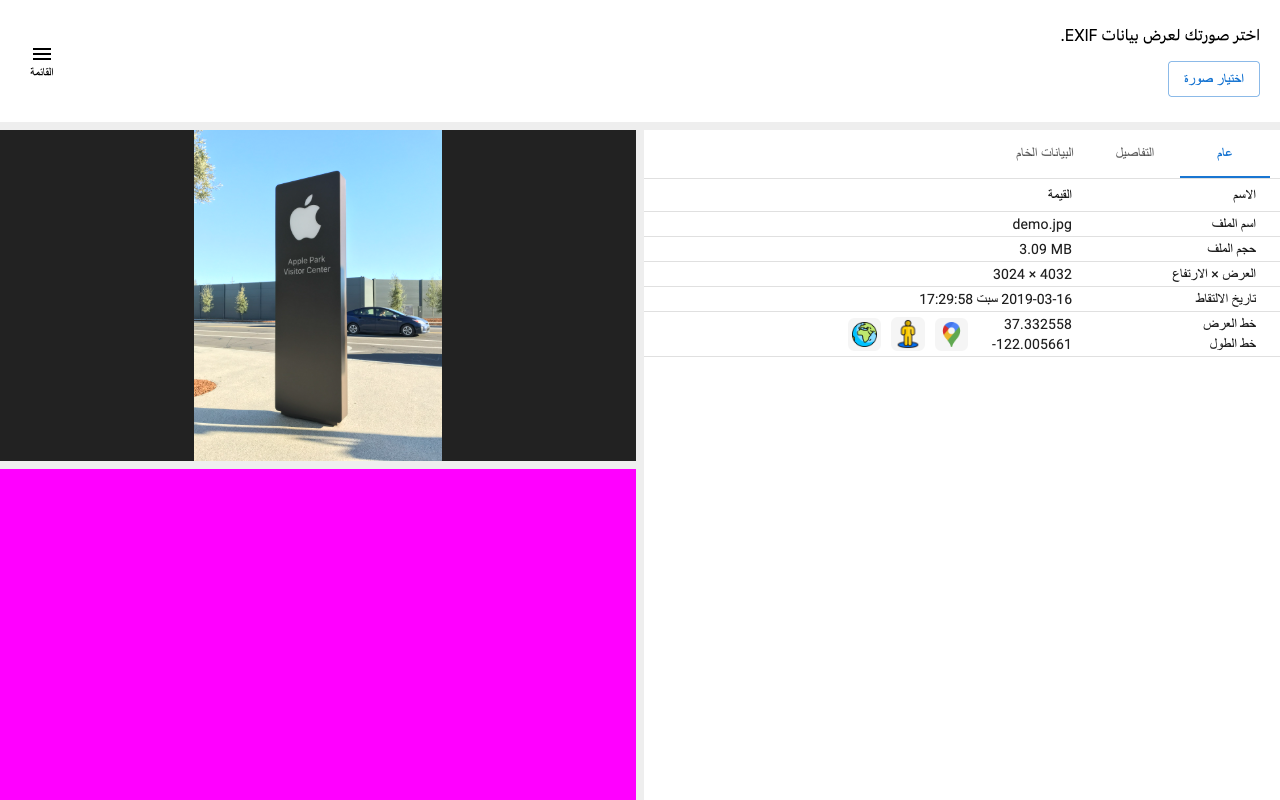 اختر صورتك لعرض بيانات EXIF.
اختيار صورة
القائمة
Apple Park
Visitor Center
عام التفاصيل البيانات الخام
الاسم القيمة
اسم الملف demo.jpg
حجم الملف 3.09 MB
العرض × الارتفاع 3024 × 4032
تاريخ الالتقاط 2019-03-16 سبت 17:29:58
خط العرض 37.332558
خط الطول -122.005661